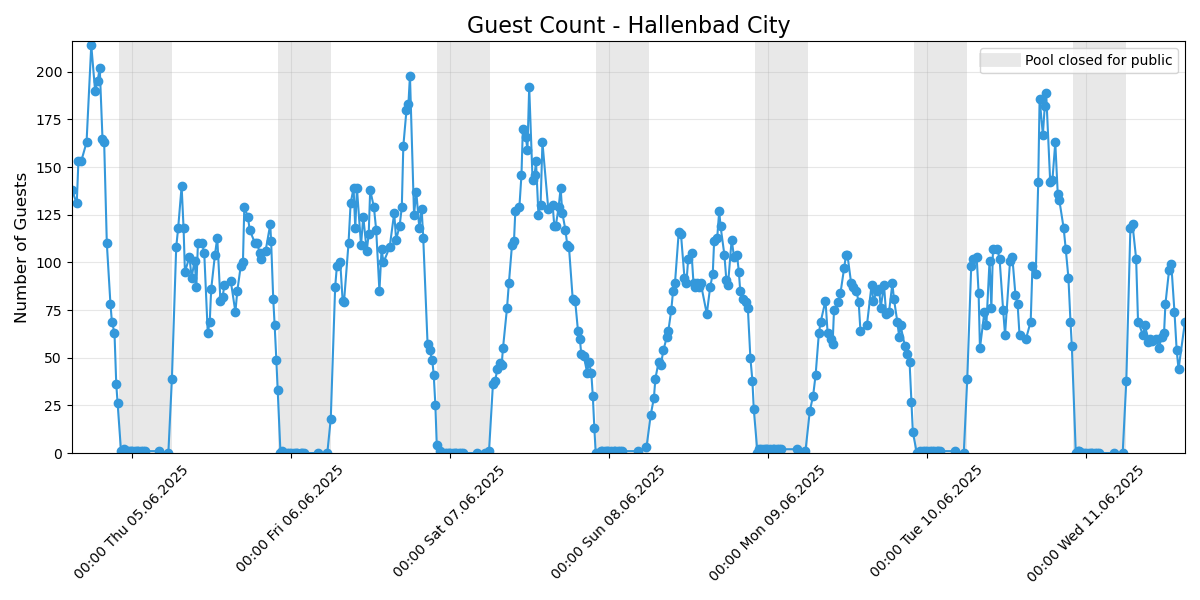 Guest Count - Hallenbad City
Pool closed for public
Number of Guests
200
175
150
125
100
75
50
25
0
00:00 Thu 05.06.2025
00:00 Fri 06.06.2025
00:00 Sat 07.06.2025
00:00 Sun 08.06.2025
00:00 Mon 09.06.2025
00:00 Tue 10.06.2025
00:00 Wed 11.06.2025